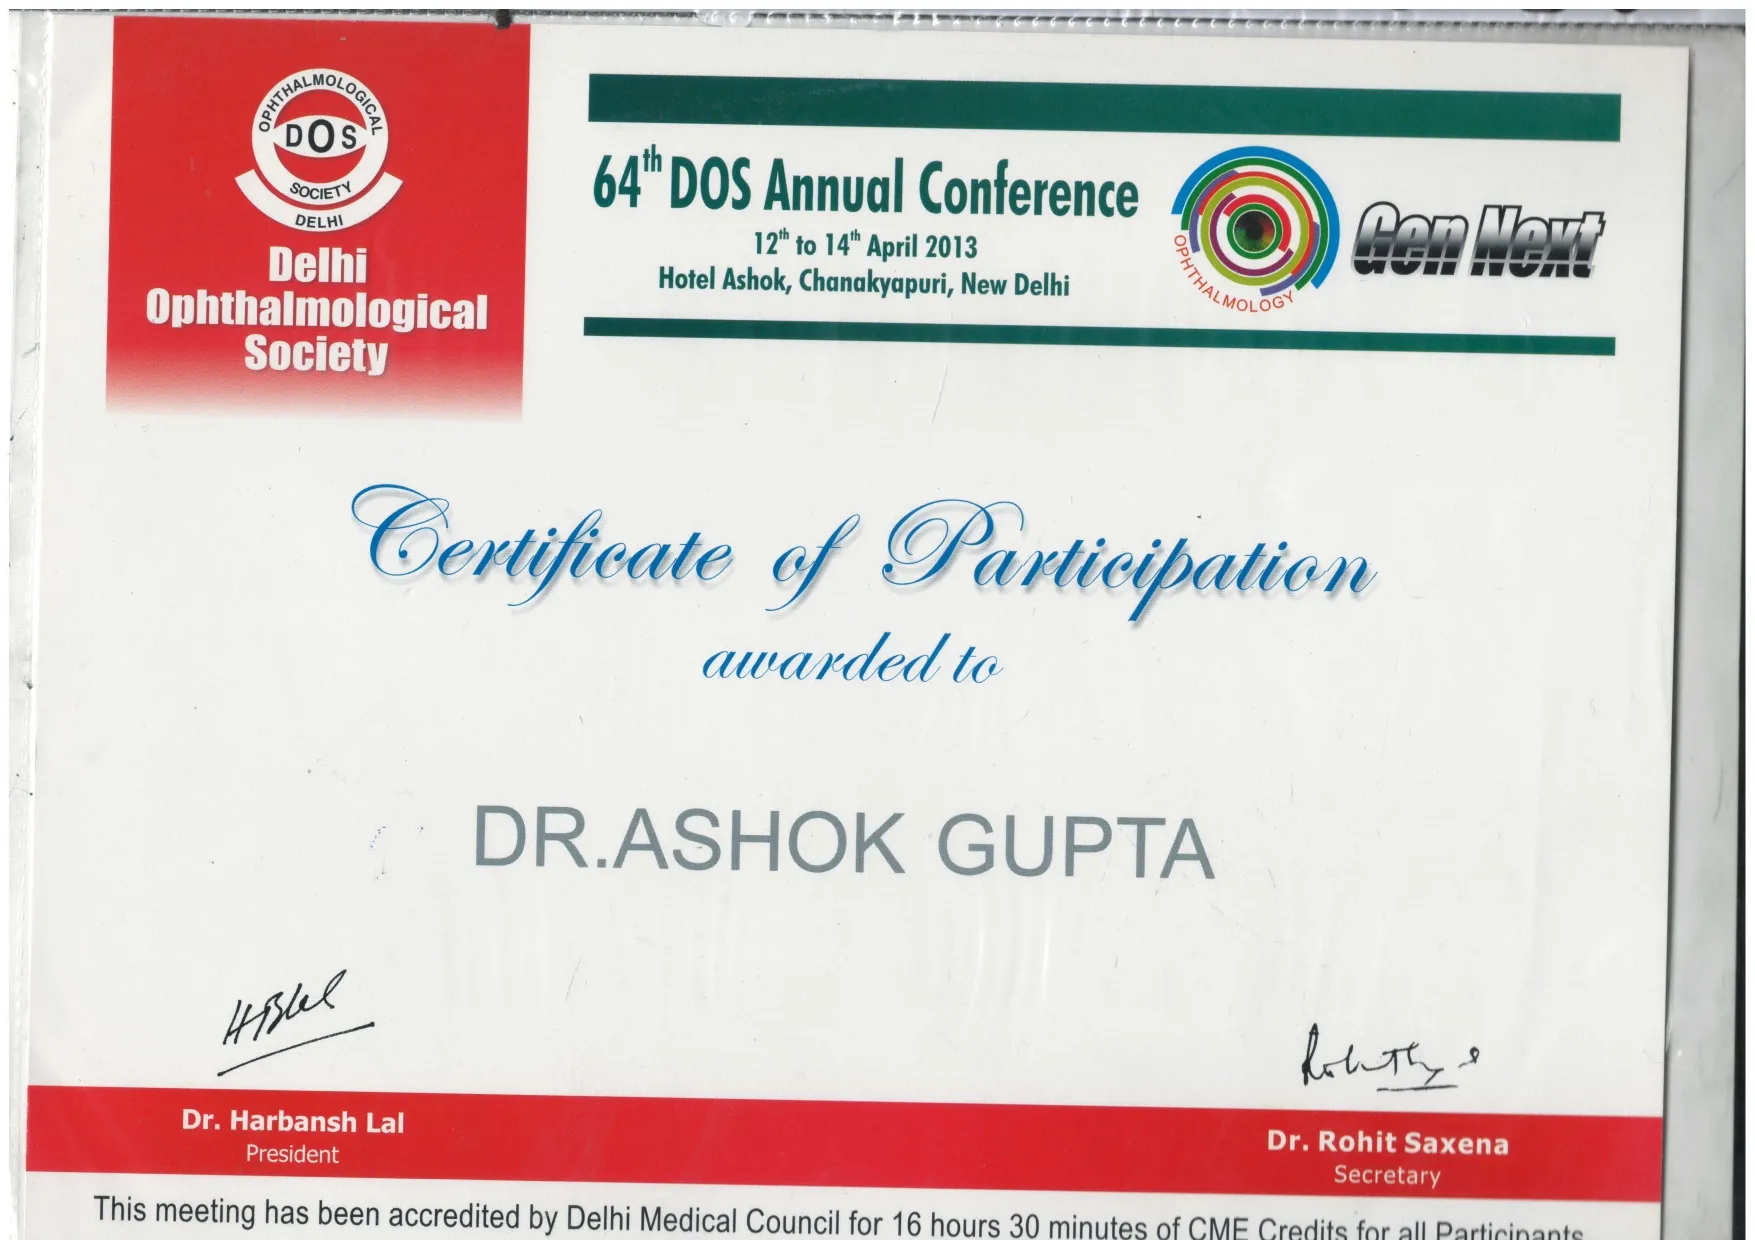 OPHTHALMOLOGICAL
DOS
SOCIETY
DELHI
Delhi
Ophthalmological
Society
64th DOS Annual Conference
12th to 14th April 2013
Hotel Ashok, Chanakyapuri, New Delhi
OPHTHALMOLOGY
Gen Next
Certificate of Participation
awarded to
DR.ASHOK GUPTA
Dr. Harbansh Lal
President
Dr. Rohit Saxena
Secretary
This meeting has been accredited by Delhi Medical Council for 16 hours 30 minutes of CME Credits for all Participants